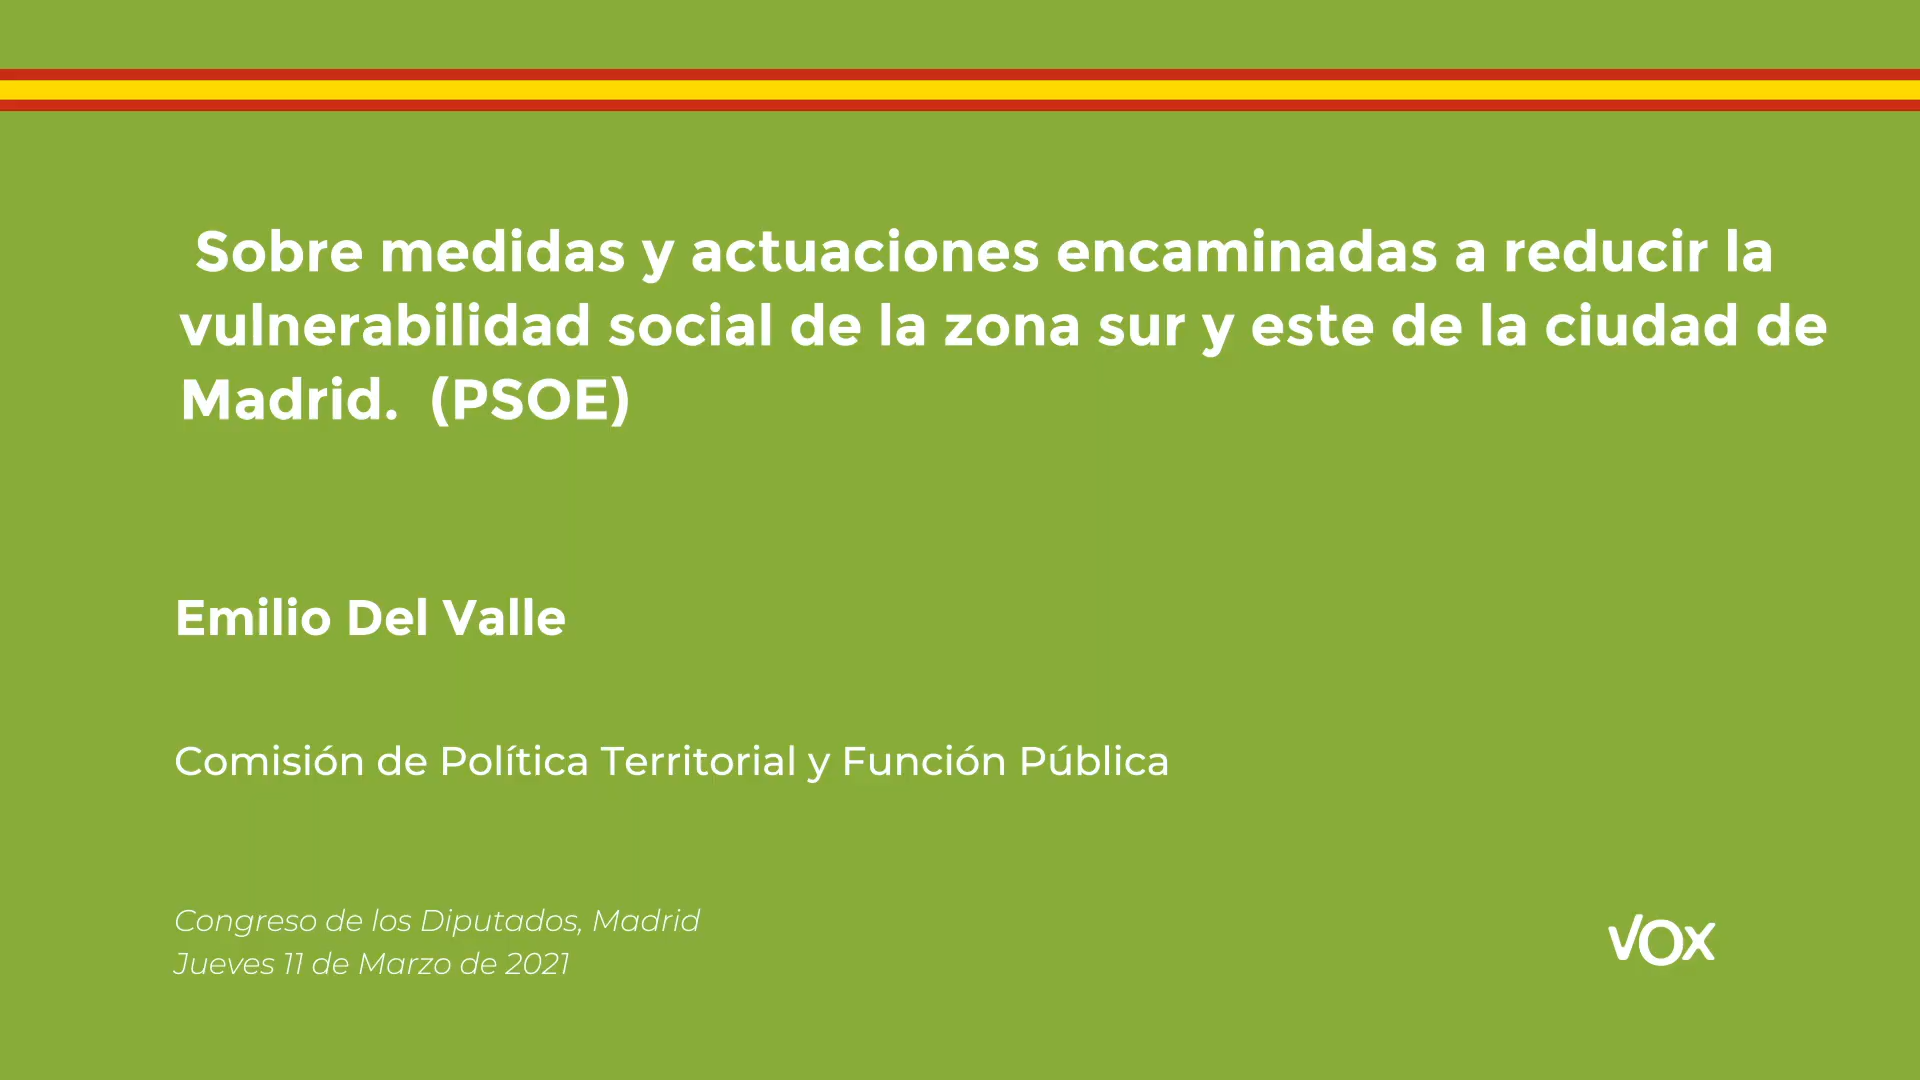 Sobre medidas y actuaciones encaminadas a reducir la
vulnerabilidad social de la zona sur y este de la ciudad de
Madrid. (PSOE)
Emilio Del Valle
Comisión de Política Territorial y Función Pública
Congreso de los Diputados, Madrid
Jueves 11 de Marzo de 2021
VOX